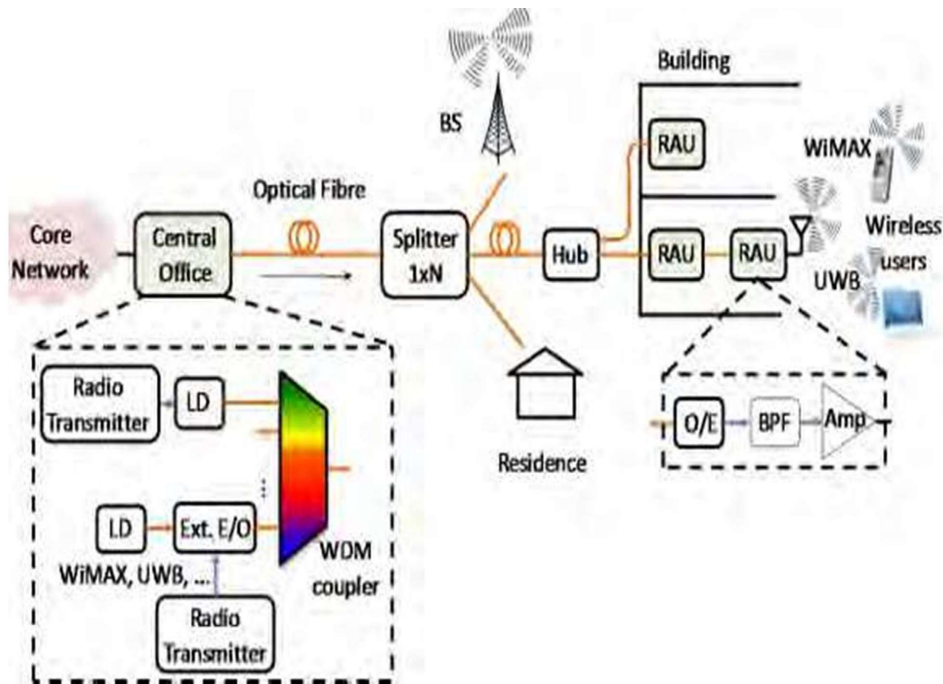 Building
BS
RAU
WiMAX
Optical Fibre
Core
Network
Central
Office
Splitter
1xN
Hub
RAU
RAU
Wireless
users
UWB
Radio
Transmitter
LD
O/E
BPF
Amp
Residence
LD
Ext. E/O
WDM
coupler
WiMAX, UWB, ...
Radio
Transmitter